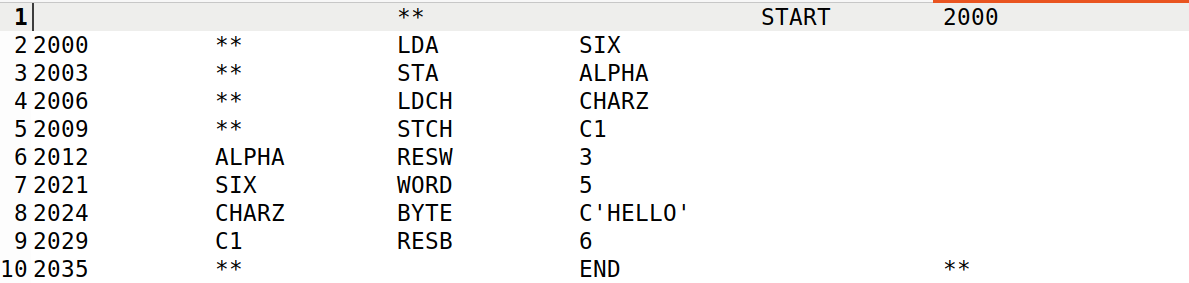 1 ** START 2000
2 2000 ** LDA SIX
3 2003 ** STA ALPHA
4 2006 ** LDCH CHARZ
5 2009 ** STCH C1
6 2012 ALPHA RESW 3
7 2021 SIX WORD 5
8 2024 CHARZ BYTE C'HELLO'
9 2029 C1 RESB 6
10 2035 ** END **